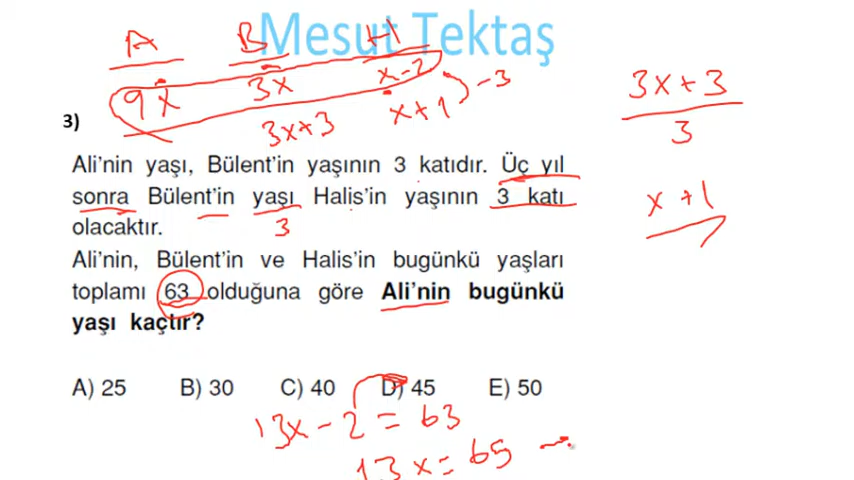 Mesut Tektaş
A B H
9x 3x x-2
3x+3 x+1 -3
3x+3
3
x+1
3)
Ali’nin yaşı, Bülent’in yaşının 3 katıdır. Üç yıl
sonra Bülent’in yaşı Halis’in yaşının 3 katı
olacaktır.
3
Ali’nin, Bülent’in ve Halis’in bugünkü yaşları
toplamı 63 olduğuna göre Ali’nin bugünkü
yaşı kaçtır?
A) 25 B) 30 C) 40 D) 45 E) 50
13x-2=63
13x=65